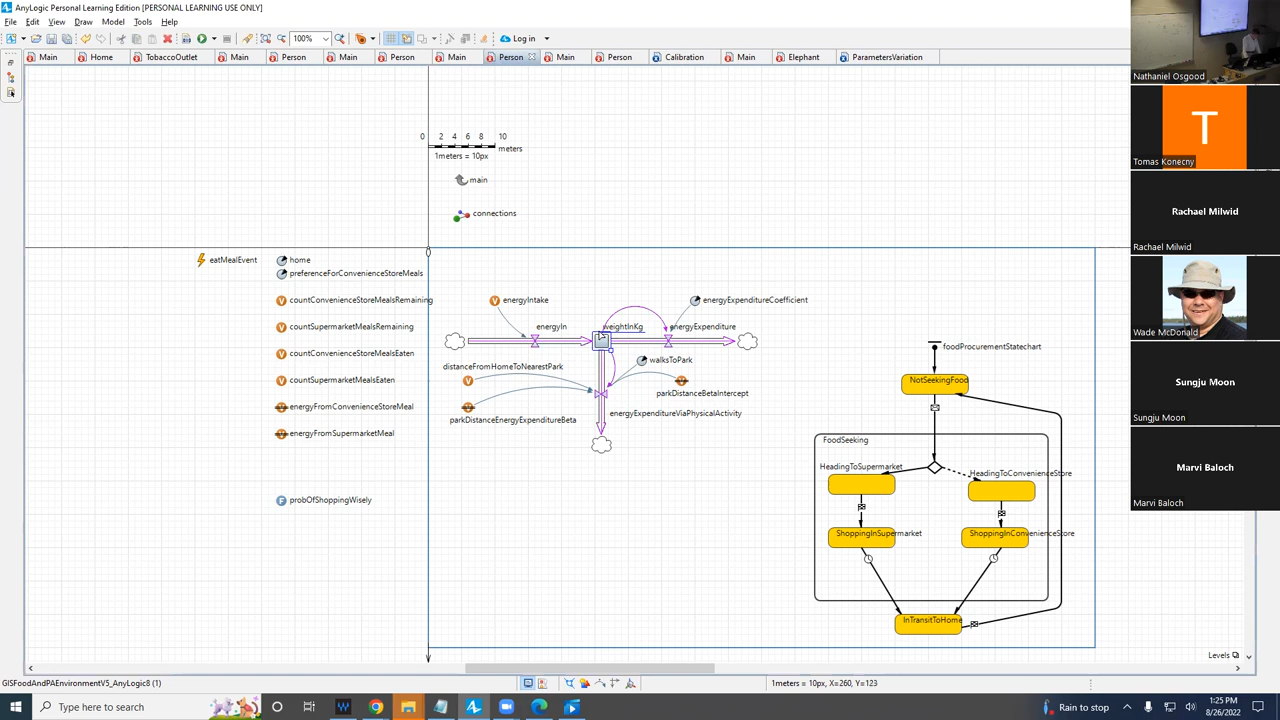 AnyLogic Personal Learning Edition [PERSONAL LEARNING USE ONLY]
File Edit View Draw Model Tools Help
100% Log in
Main Home TobaccoOutlet Main Person Main Person Main Person Main Person Calibration Main Elephant ParametersVariation
0 2 4 6 8 10
meters
1meters = 10px
main
connections
0
eatMealEvent
home
preferenceForConvenienceStoreMeals
countConvenienceStoreMealsRemaining
countSupermarketMealsRemaining
countConvenienceStoreMealsEaten
countSupermarketMealsEaten
energyFromConvenienceStoreMeal
energyFromSupermarketMeal
probOfShoppingWisely
energyIntake
energyExpenditureCoefficient
energyIn
weightInKg
energyExpenditure
distanceFromHomeToNearestPark
walksToPark
parkDistanceBetaIntercept
parkDistanceEnergyExpenditureBeta
energyExpenditureViaPhysicalActivity
foodProcurementStatechart
NotSeekingFood
FoodSeeking
HeadingToSupermarket
HeadingToConvenienceStore
ShoppingInSupermarket
ShoppingInConvenienceStore
InTransitToHome
Levels
GISFoodAndPAEnvironmentV5_AnyLogic8 (1)
1meters = 10px, X=260, Y=123
Nathaniel Osgood
T
Tomas Konecny
Rachael Milwid
Rachael Milwid
Wade McDonald
Sungju Moon
Sungju Moon
Marvi Baloch
Marvi Baloch
Type here to search
Rain to stop
1:25 PM
8/26/2022